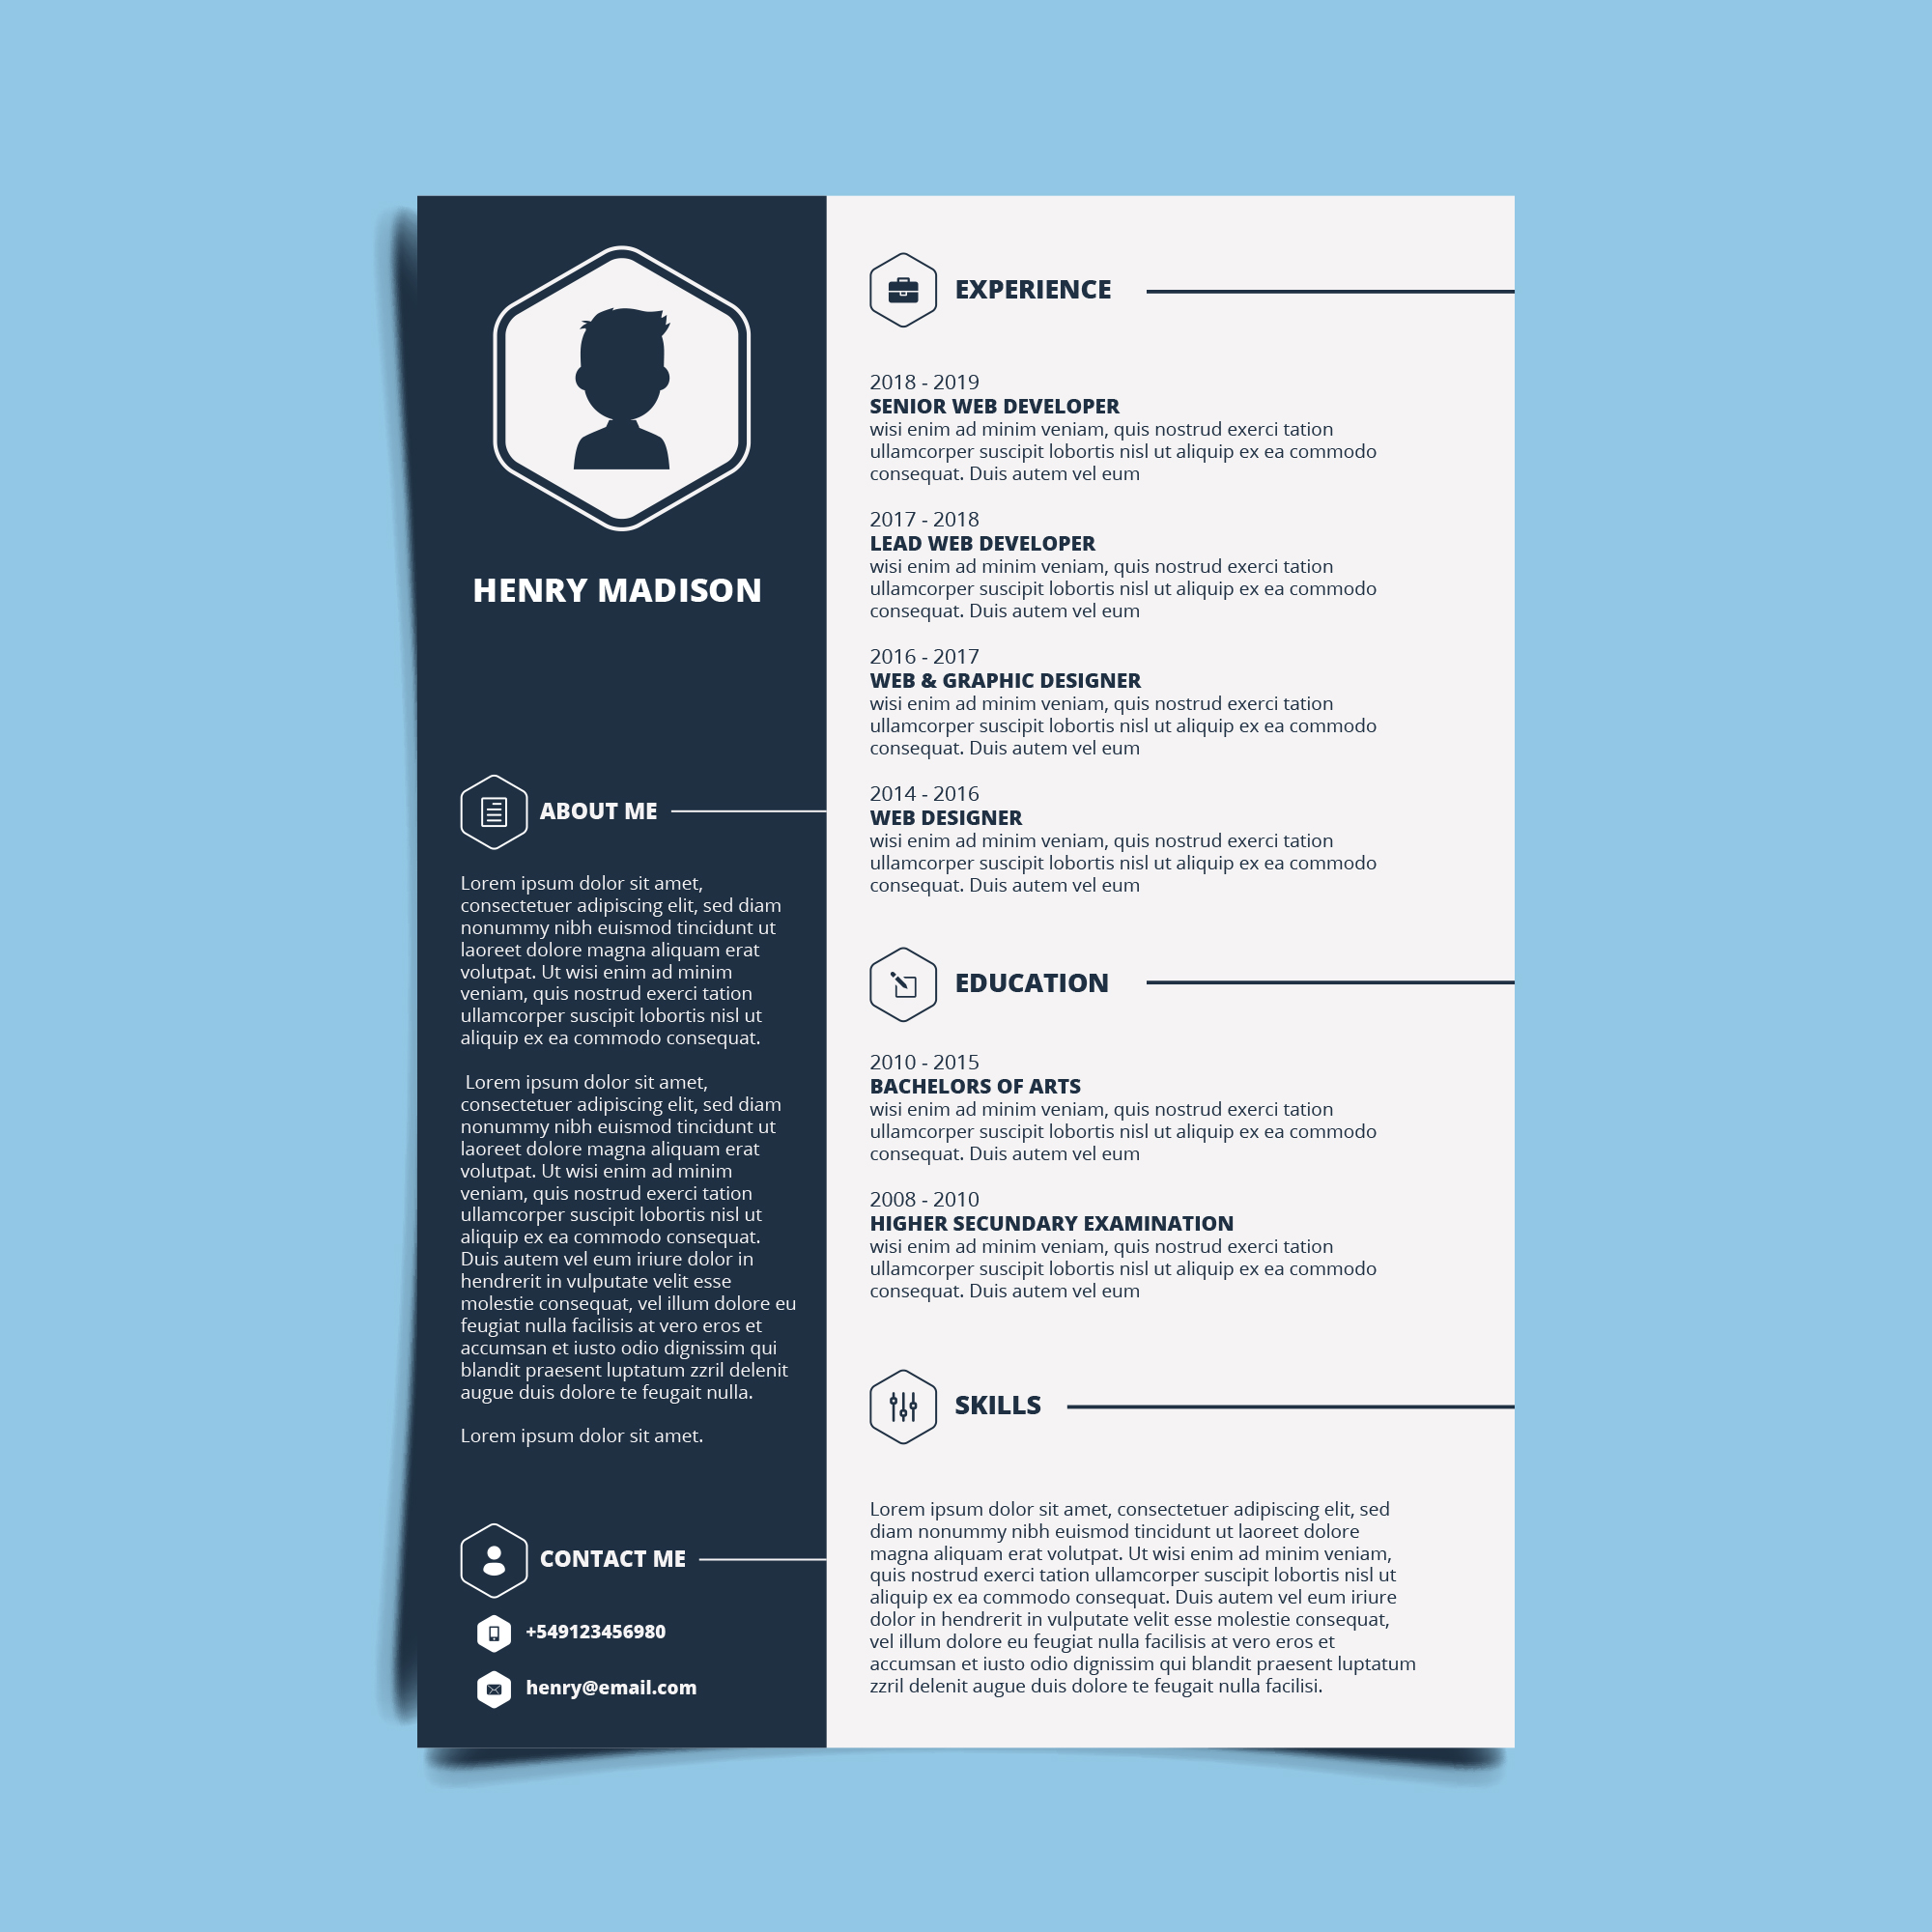 HENRY MADISON
ABOUT ME
Lorem ipsum dolor sit amet,
consectetuer adipiscing elit, sed diam
nonummy nibh euismod tincidunt ut
laoreet dolore magna aliquam erat
volutpat. Ut wisi enim ad minim
veniam, quis nostrud exerci tation
ullamcorper suscipit lobortis nisl ut
aliquip ex ea commodo consequat.
Lorem ipsum dolor sit amet,
consectetuer adipiscing elit, sed diam
nonummy nibh euismod tincidunt ut
laoreet dolore magna aliquam erat
volutpat. Ut wisi enim ad minim
veniam, quis nostrud exerci tation
ullamcorper suscipit lobortis nisl ut
aliquip ex ea commodo consequat.
Duis autem vel eum iriure dolor in
hendrerit in vulputate velit esse
molestie consequat, vel illum dolore eu
feugiat nulla facilisis at vero eros et
accumsan et iusto odio dignissim qui
blandit praesent luptatum zzril delenit
augue duis dolore te feugait nulla.
Lorem ipsum dolor sit amet.
CONTACT ME
+549123456980
henry@email.com
EXPERIENCE
2018 - 2019
SENIOR WEB DEVELOPER
wisi enim ad minim veniam, quis nostrud exerci tation
ullamcorper suscipit lobortis nisl ut aliquip ex ea commodo
consequat. Duis autem vel eum
2017 - 2018
LEAD WEB DEVELOPER
wisi enim ad minim veniam, quis nostrud exerci tation
ullamcorper suscipit lobortis nisl ut aliquip ex ea commodo
consequat. Duis autem vel eum
2016 - 2017
WEB & GRAPHIC DESIGNER
wisi enim ad minim veniam, quis nostrud exerci tation
ullamcorper suscipit lobortis nisl ut aliquip ex ea commodo
consequat. Duis autem vel eum
2014 - 2016
WEB DESIGNER
wisi enim ad minim veniam, quis nostrud exerci tation
ullamcorper suscipit lobortis nisl ut aliquip ex ea commodo
consequat. Duis autem vel eum
EDUCATION
2010 - 2015
BACHELORS OF ARTS
wisi enim ad minim veniam, quis nostrud exerci tation
ullamcorper suscipit lobortis nisl ut aliquip ex ea commodo
consequat. Duis autem vel eum
2008 - 2010
HIGHER SECUNDARY EXAMINATION
wisi enim ad minim veniam, quis nostrud exerci tation
ullamcorper suscipit lobortis nisl ut aliquip ex ea commodo
consequat. Duis autem vel eum
SKILLS
Lorem ipsum dolor sit amet, consectetuer adipiscing elit, sed
diam nonummy nibh euismod tincidunt ut laoreet dolore
magna aliquam erat volutpat. Ut wisi enim ad minim veniam,
quis nostrud exerci tation ullamcorper suscipit lobortis nisl ut
aliquip ex ea commodo consequat. Duis autem vel eum iriure
dolor in hendrerit in vulputate velit esse molestie consequat,
vel illum dolore eu feugiat nulla facilisis at vero eros et
accumsan et iusto odio dignissim qui blandit praesent luptatum
zzril delenit augue duis dolore te feugait nulla facilisi.